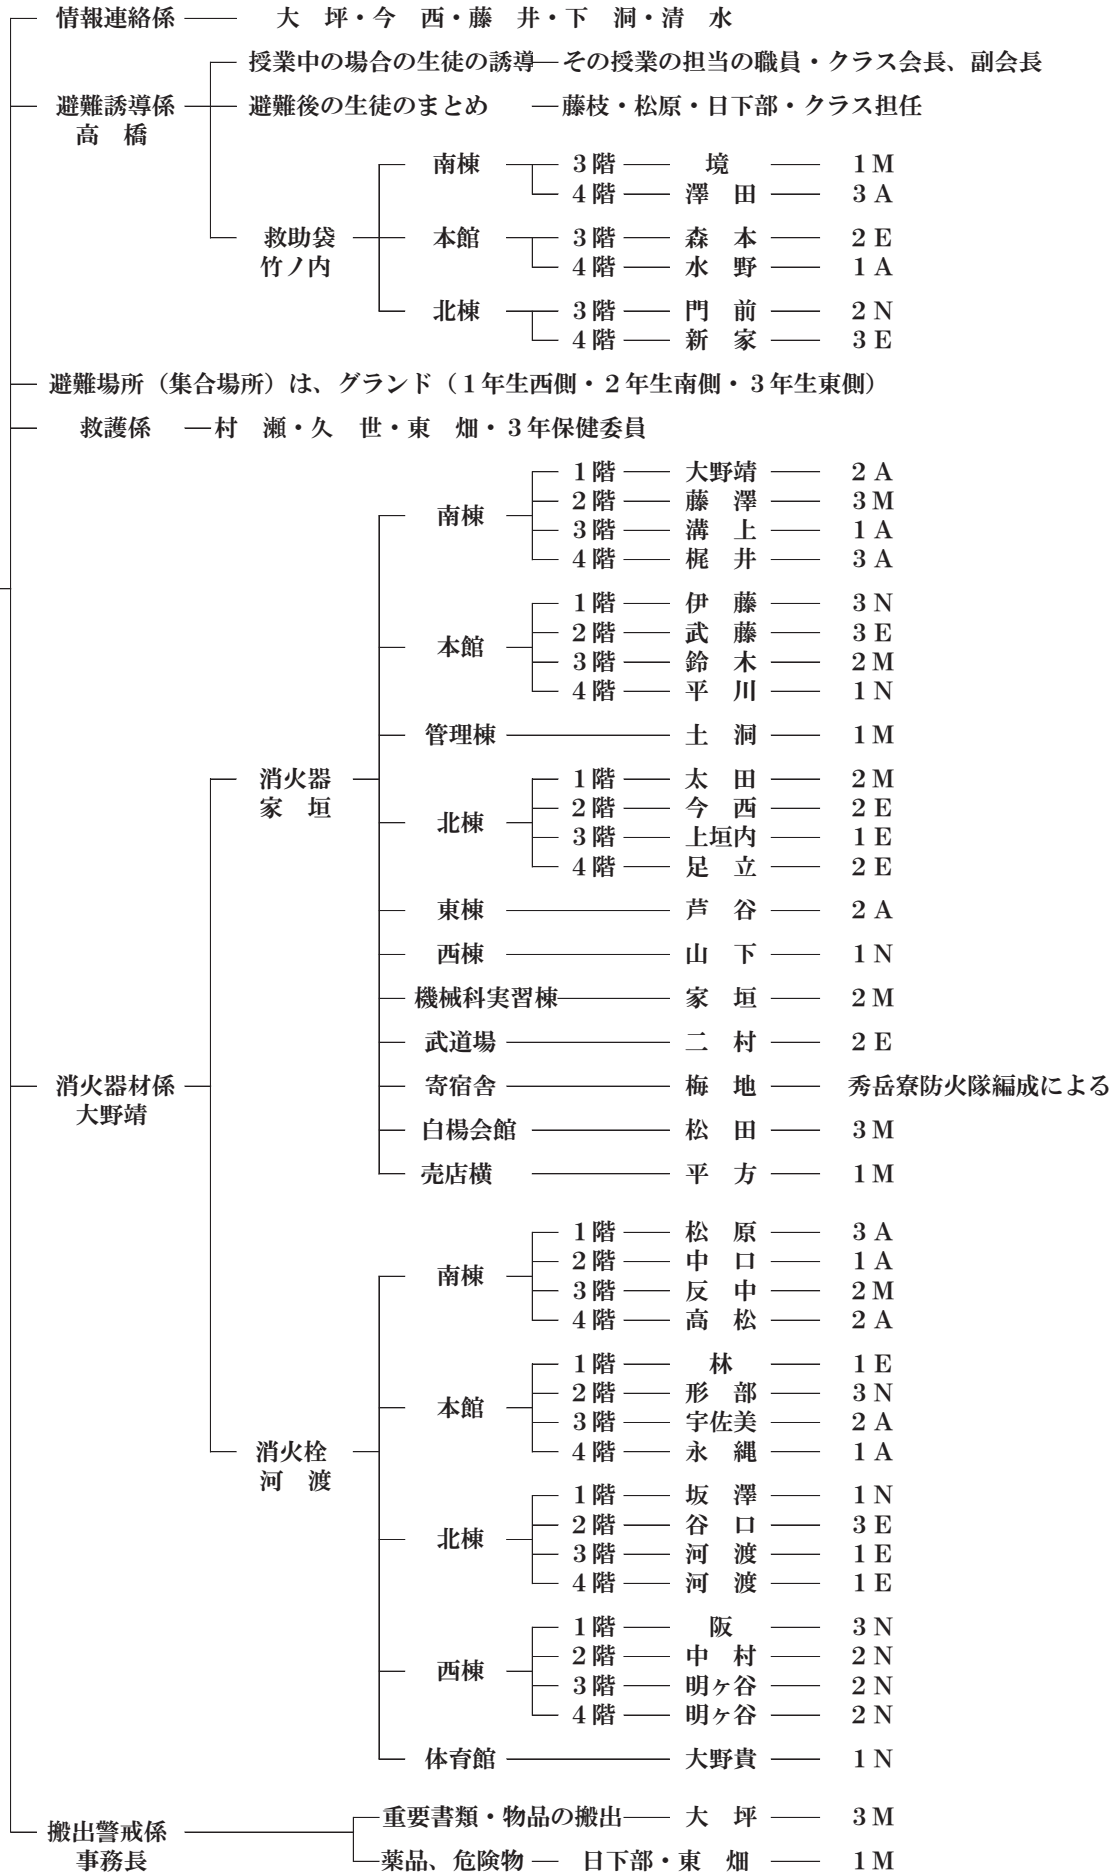 情報連絡係 大 坪・今 西・藤 井・下 洞・清 水
授業中の場合の生徒の誘導 その授業の担当の職員・クラス会長、副会長
避難誘導係 避難後の生徒のまとめ 藤枝・松原・日下部・クラス担任
高 橋
南棟 3階 境 1M
4階 澤 田 3A
救助袋 本館 3階 森 本 2E
竹ノ内 4階 水 野 1A
北棟 3階 門 前 2N
4階 新 家 3E
避難場所（集合場所）は、グランド（1年生西側・2年生南側・3年生東側）
救護係 村 瀬・久 世・東 畑・3年保健委員
1階 大野靖 2A
南棟 2階 藤 澤 3M
3階 溝 上 1A
4階 梶 井 3A
1階 伊 藤 3N
本館 2階 武 藤 3E
3階 鈴 木 2M
4階 平 川 1N
管理棟 土 洞 1M
消火器 1階 太 田 2M
家 垣 2階 今 西 2E
北棟 3階 上垣内 1E
4階 足 立 2E
東棟 芦 谷 2A
西棟 山 下 1N
機械科実習棟 家 垣 2M
武道場 二 村 2E
消火器材係 寄宿舎 梅 地 秀岳寮防火隊編成による
大野靖
白楊会館 松 田 3M
売店横 平 方 1M
1階 松 原 3A
南棟 2階 中 口 1A
3階 反 中 2M
4階 高 松 2A
1階 林 1E
本館 2階 形 部 3N
3階 宇佐美 2A
消火栓 4階 永 縄 1A
河 渡
1階 坂 澤 1N
北棟 2階 谷 口 3E
3階 河 渡 1E
4階 河 渡 1E
1階 阪 3N
西棟 2階 中 村 2N
3階 明ヶ谷 2N
4階 明ヶ谷 2N
体育館 大野貴 1N
搬出警戒係 重要書類・物品の搬出 大 坪 3M
事務長 薬品、危険物 日下部・東 畑 1M